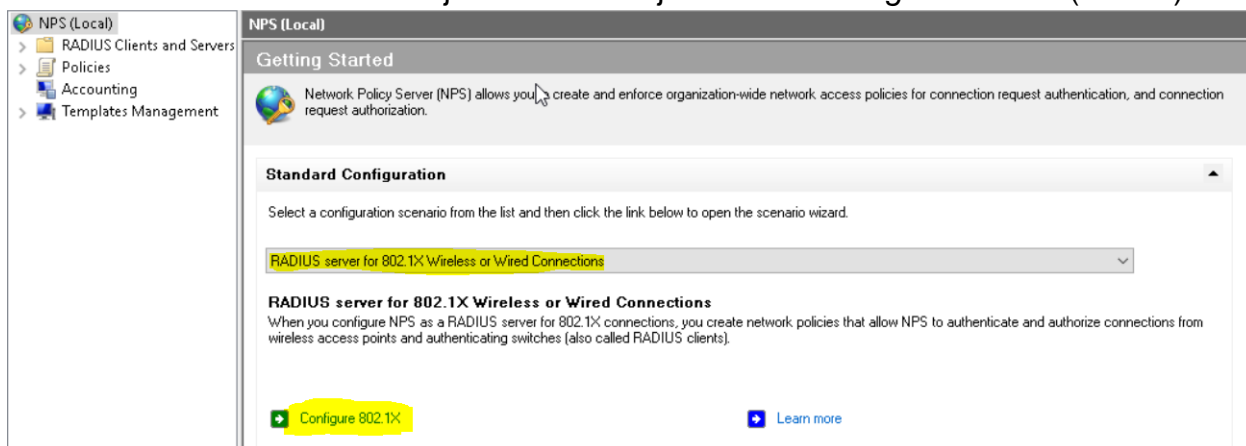 NPS (Local)
RADIUS Clients and Servers
Policies
Accounting
Templates Management
NPS (Local)
Getting Started
Network Policy Server (NPS) allows you to create and enforce organization-wide network access policies for connection request authentication, and connection
request authorization.
Standard Configuration
Select a configuration scenario from the list and then click the link below to open the scenario wizard.
RADIUS server for 802.1X Wireless or Wired Connections
RADIUS server for 802.1X Wireless or Wired Connections
When you configure NPS as a RADIUS server for 802.1X connections, you create network policies that allow NPS to authenticate and authorize connections from
wireless access points and authenticating switches (also called RADIUS clients).
Configure 802.1X
Learn more